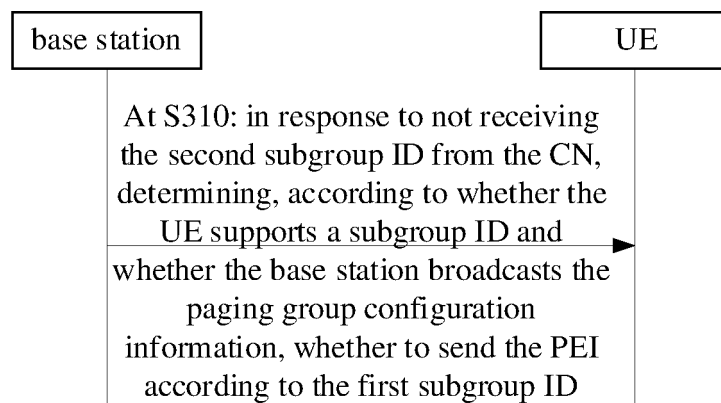 base station
UE
At S310: in response to not receiving
the second subgroup ID from the CN,
determining, according to whether the
UE supports a subgroup ID and
whether the base station broadcasts the
paging group configuration
information, whether to send the PEI
according to the first subgroup ID